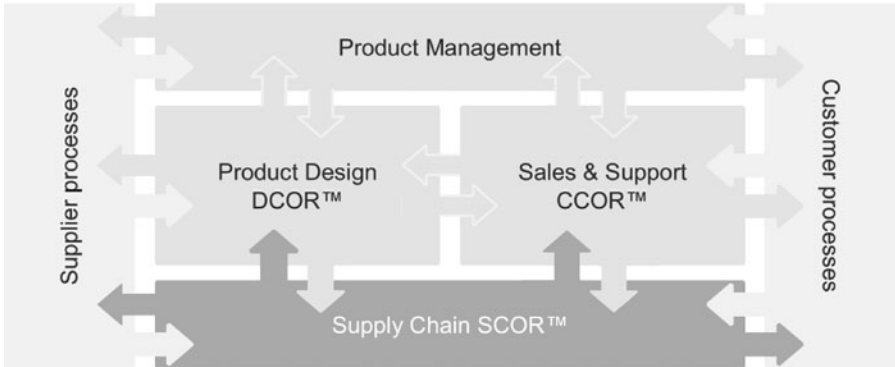 Product Management
Supplier processes
Product Design
DCOR™
Sales & Support
CCOR™
Customer processes
Supply Chain SCOR™